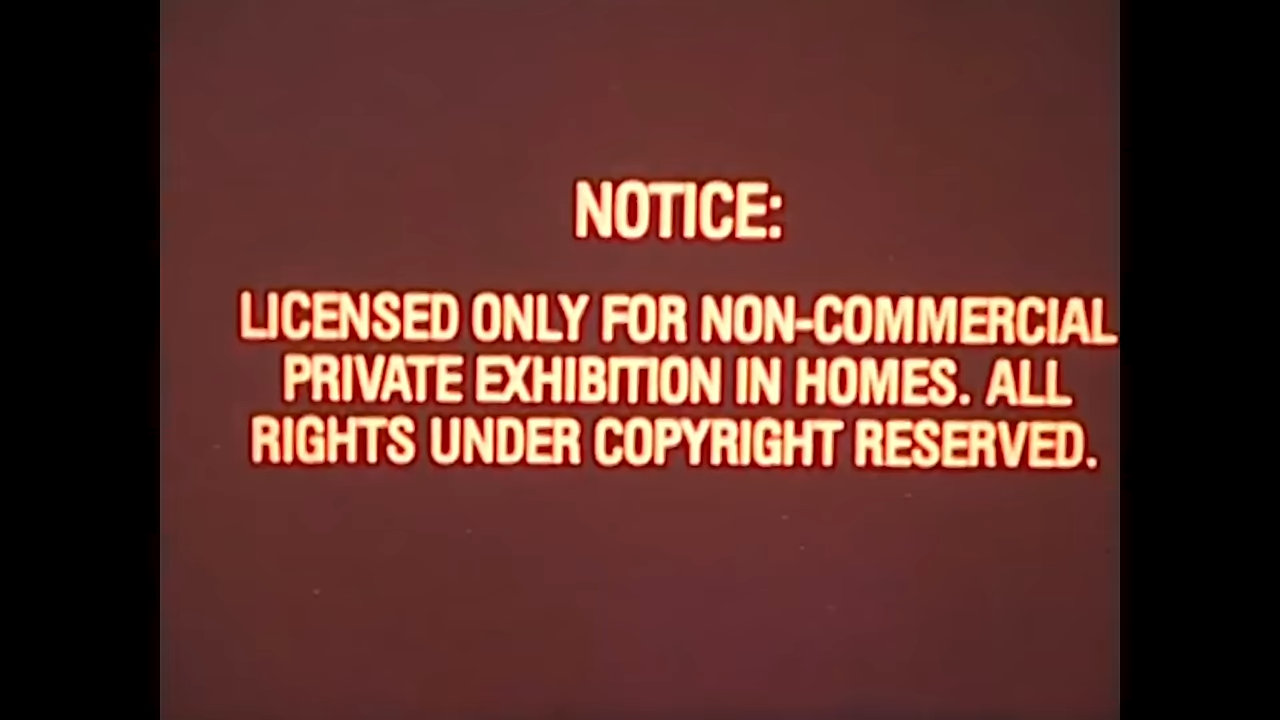 NOTICE:
LICENSED ONLY FOR NON-COMMERCIAL
PRIVATE EXHIBITION IN HOMES. ALL
RIGHTS UNDER COPYRIGHT RESERVED.